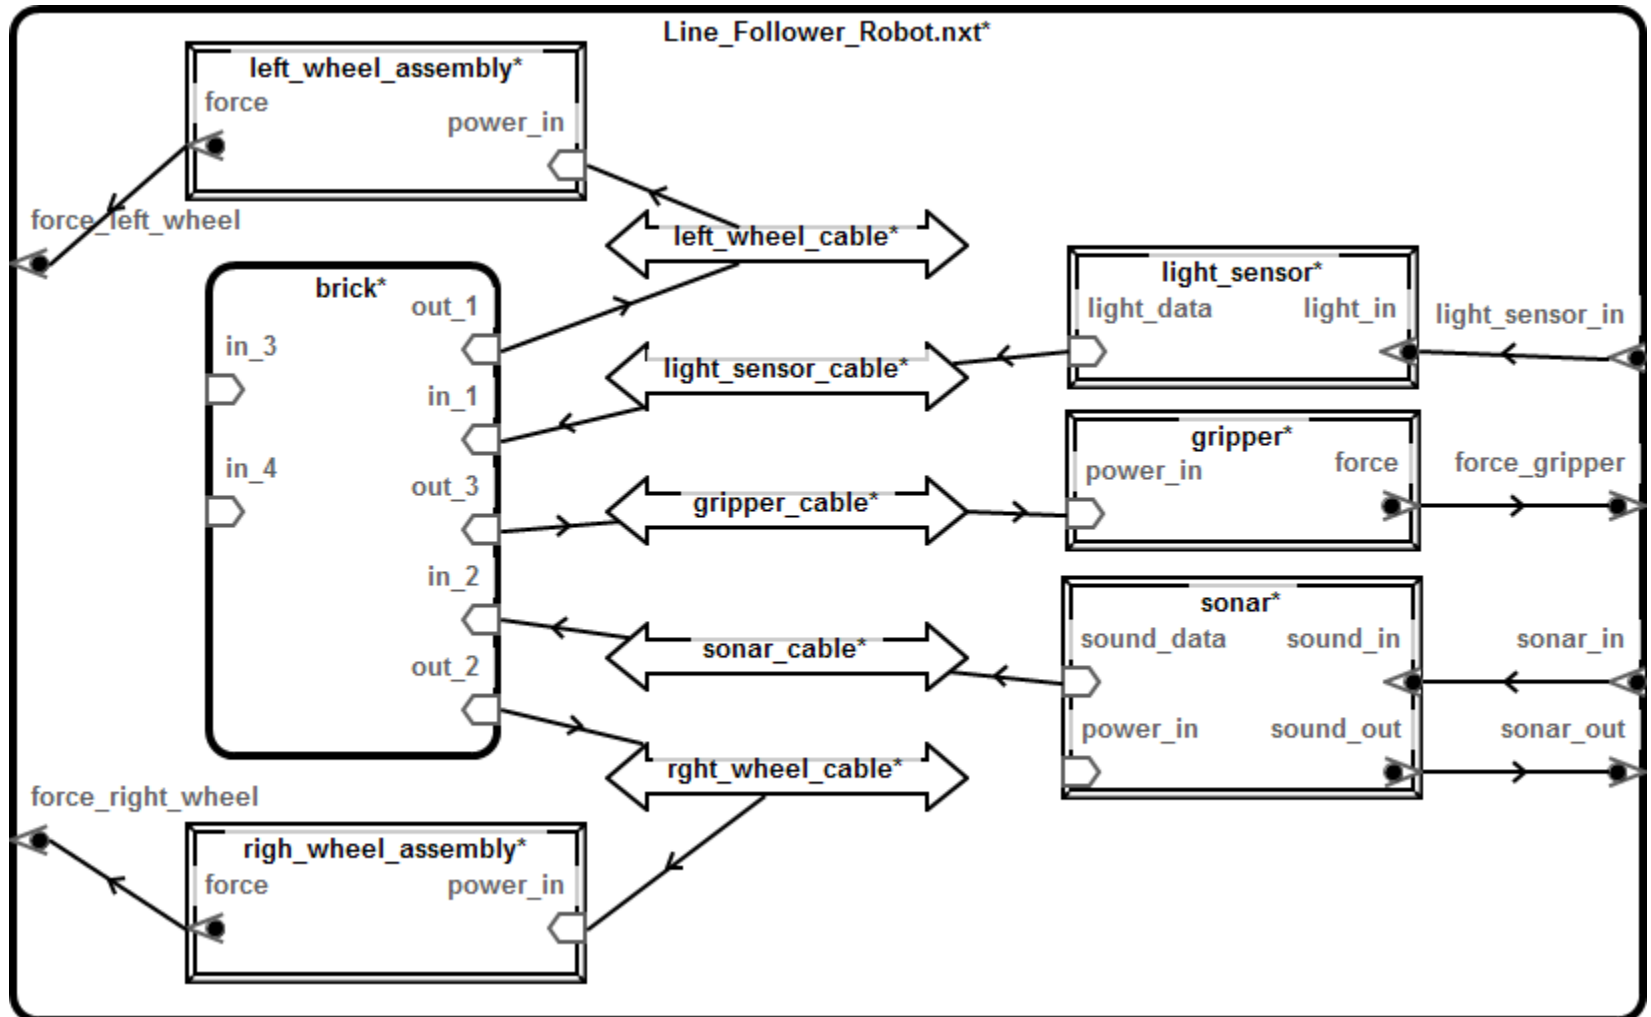 Line_Follower_Robot.nxt*
left_wheel_assembly*
force
power_in
force_left_wheel
left_wheel_cable*
brick*
out_1
in_3
in_1
in_4
out_3
in_2
out_2
light_sensor*
light_data
light_in
light_sensor_in
light_sensor_cable*
gripper*
power_in
force
force_gripper
gripper_cable*
sonar*
sound_data
sound_in
sonar_in
sonar_cable*
power_in
sound_out
sonar_out
rght_wheel_cable*
force_right_wheel
righ_wheel_assembly*
force
power_in